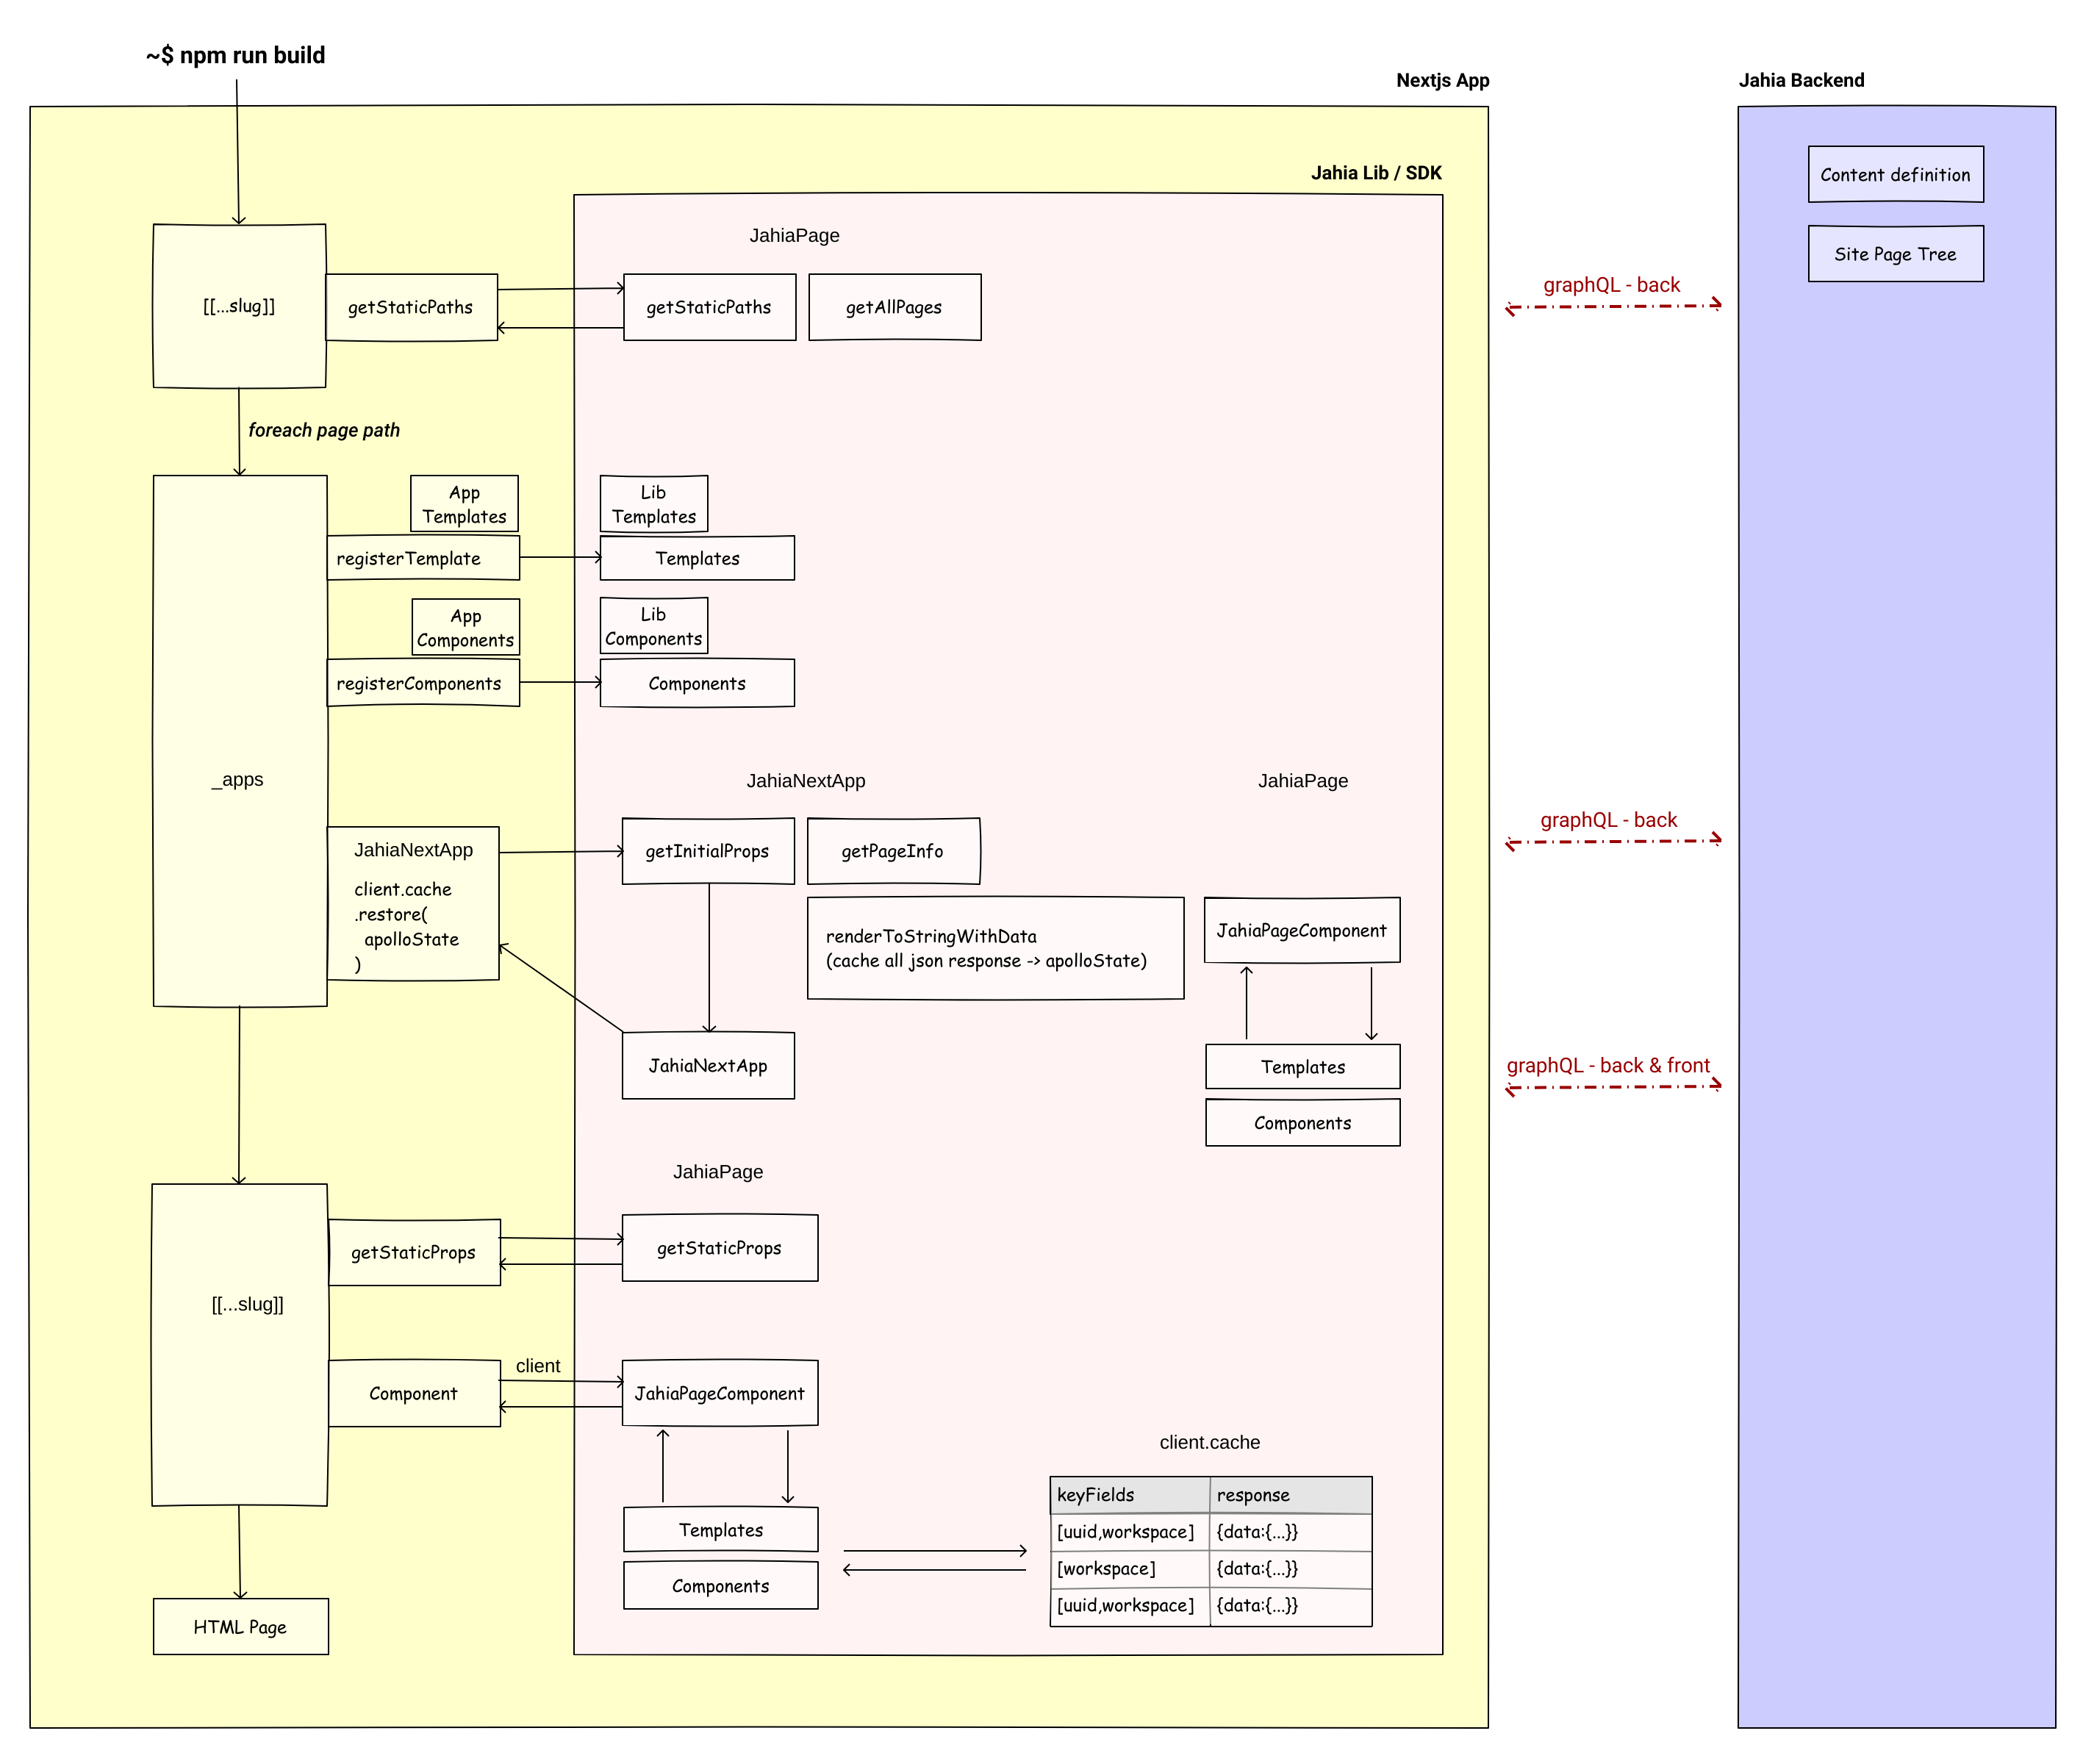 ~$ npm run build
Nextjs App
Jahia Backend
Jahia Lib / SDK
Content definition
Site Page Tree
JahiaPage
[[...slug]]
getStaticPaths
getStaticPaths
getAllPages
graphQL - back
foreach page path
App
Templates
Lib
Templates
registerTemplate
Templates
App
Components
Lib
Components
registerComponents
Components
_apps
JahiaNextApp
JahiaPage
graphQL - back
JahiaNextApp
client.cache
.restore(
apolloState
)
getInitialProps
getPageInfo
renderToStringWithData
(cache all json response -> apolloState)
JahiaPageComponent
JahiaNextApp
Templates
Components
graphQL - back & front
JahiaPage
getStaticProps
getStaticProps
[[...slug]]
client
Component
JahiaPageComponent
Templates
Components
client.cache
keyFields response
[uuid,workspace] {data:{...}}
[workspace] {data:{...}}
[uuid,workspace] {data:{...}}
HTML Page